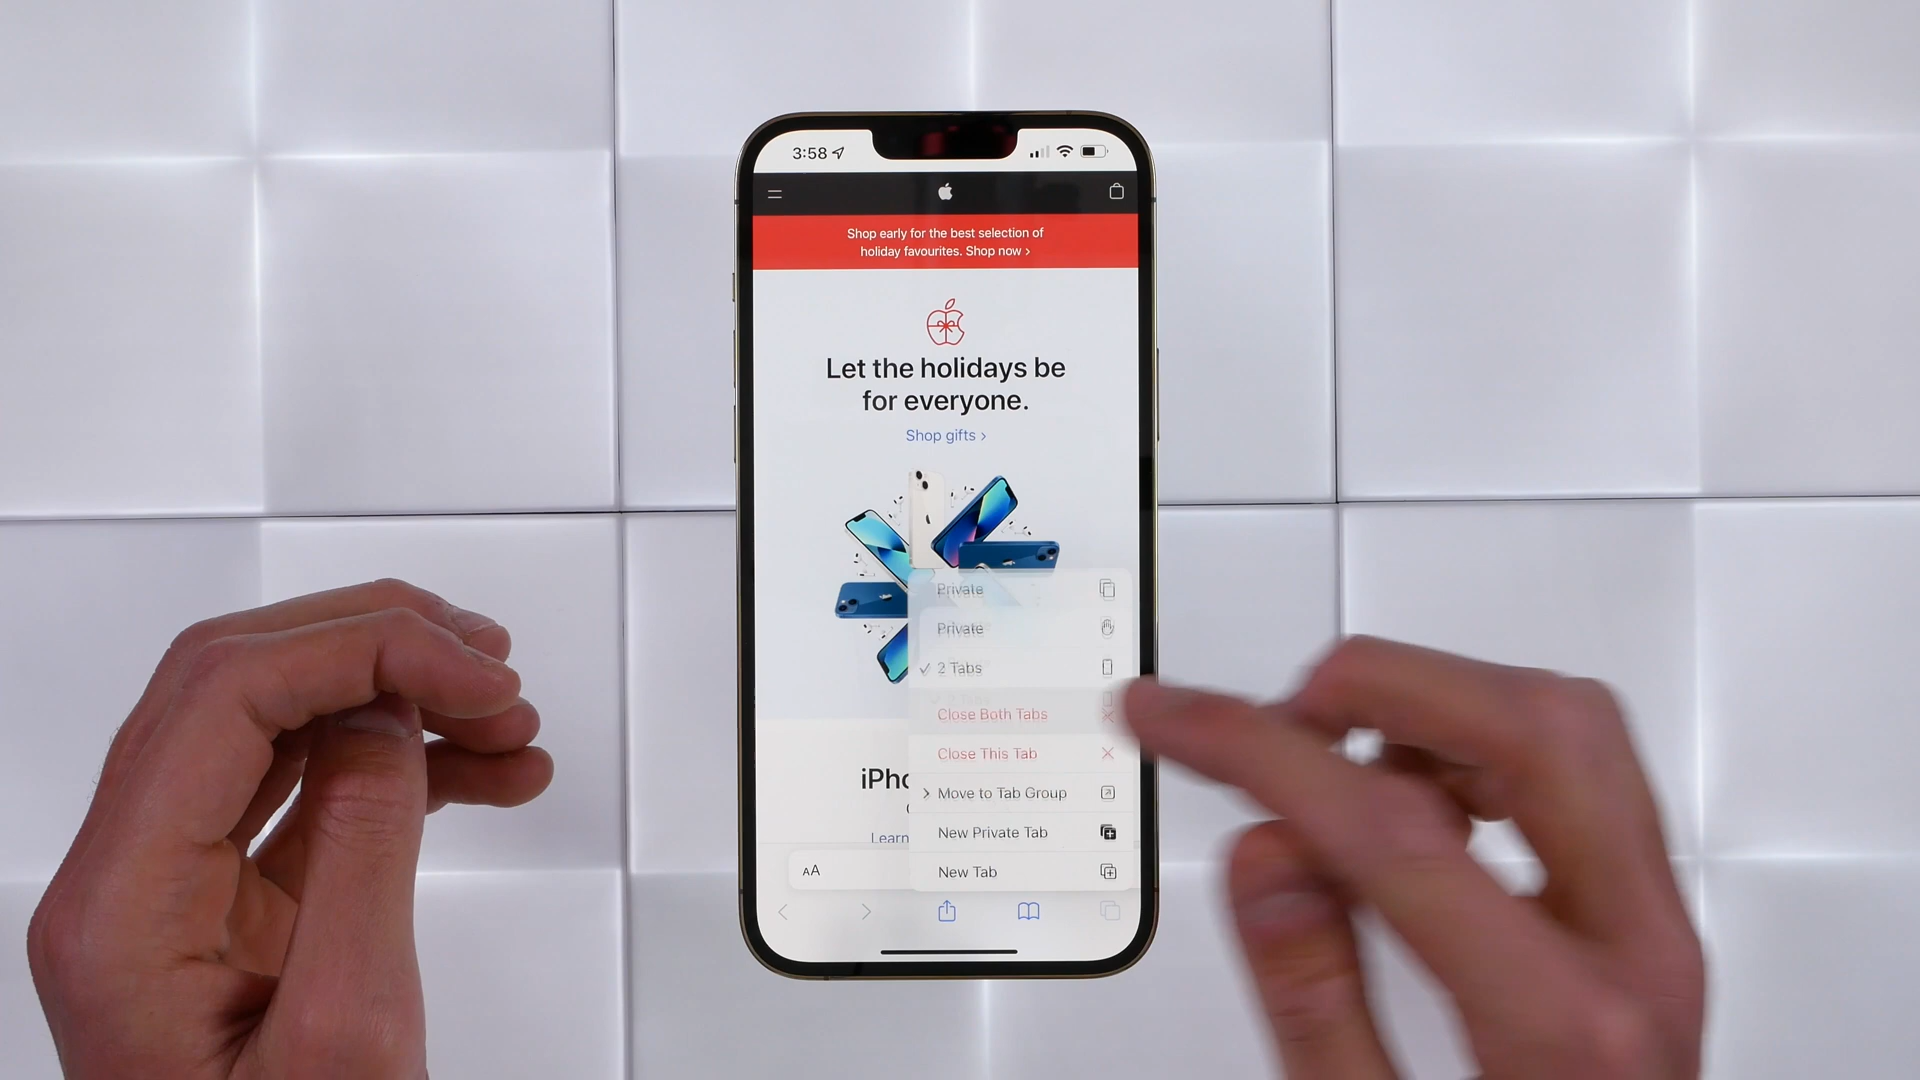 3:58
Shop early for the best selection of
holiday favourites. Shop now ›
Let the holidays be
for everyone.
Shop gifts ›
Private
Private
✓ 2 Tabs
Close Both Tabs
Close This Tab
iPho
> Move to Tab Group
Learn
New Private Tab
AA
New Tab